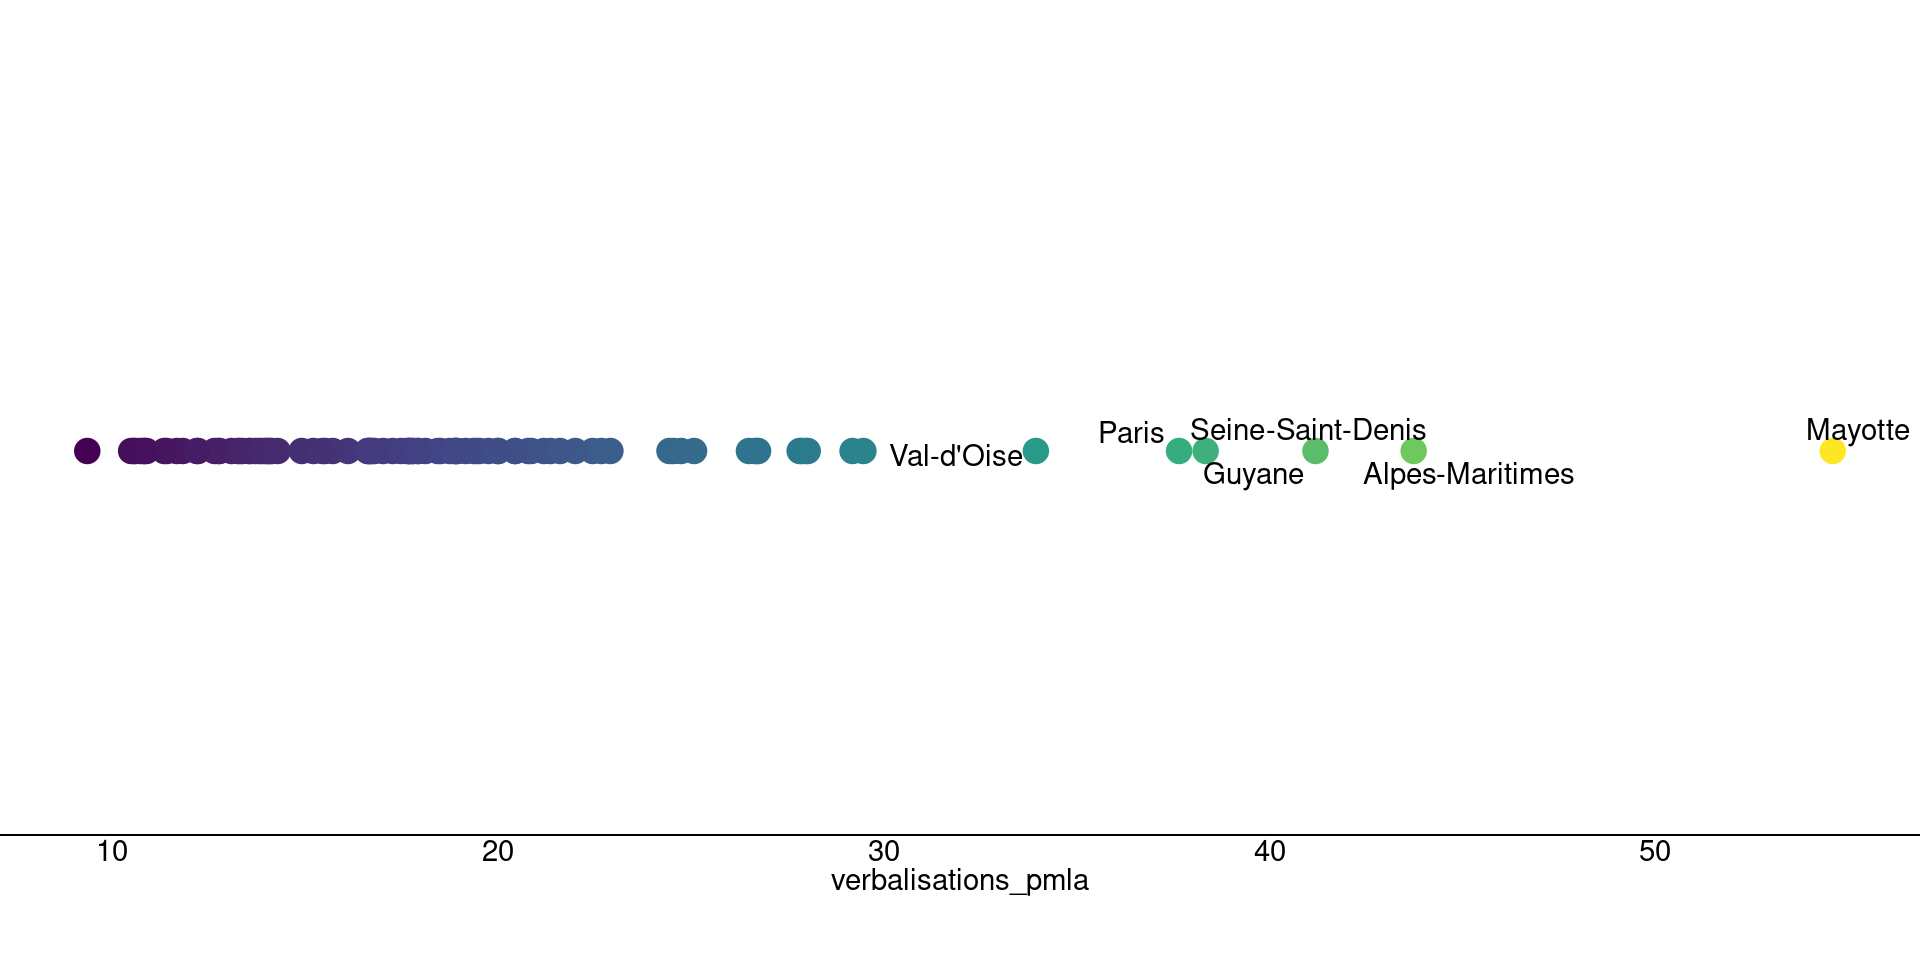 Seine-Saint-Denis
Mayotte
Paris
Val-d'Oise
Guyane
Alpes-Maritimes
10 20 30 40 50
verbalisations_pmla